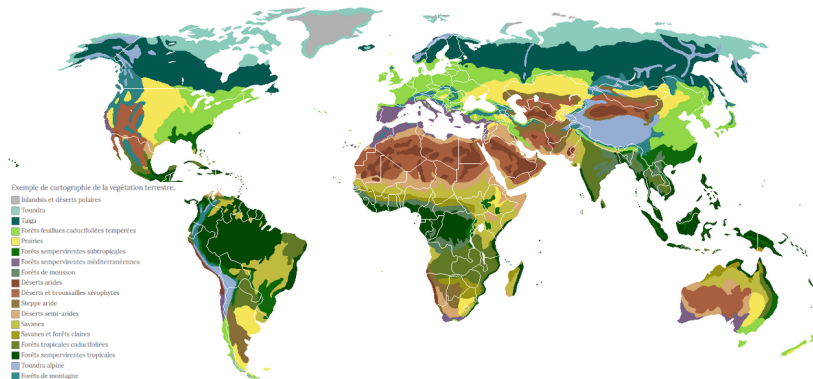 Exemple de cartographie de la végétation terrestre.
Inlandsis et déserts polaires
Toundra
Taïga
Forêts feuillues caducifoliées tempérées
Prairies
Forêts sempervirentes subtropicales
Forêts sempervirentes méditerranéennes
Forêts de mousson
Déserts arides
Déserts et broussailles xérophytes
Steppe aride
Déserts semi-arides
Savanes
Savanes et forêts claires
Forêts tropicales caducifoliées
Forêts sempervirentes tropicales
Toundra alpine
Forêts de montagne